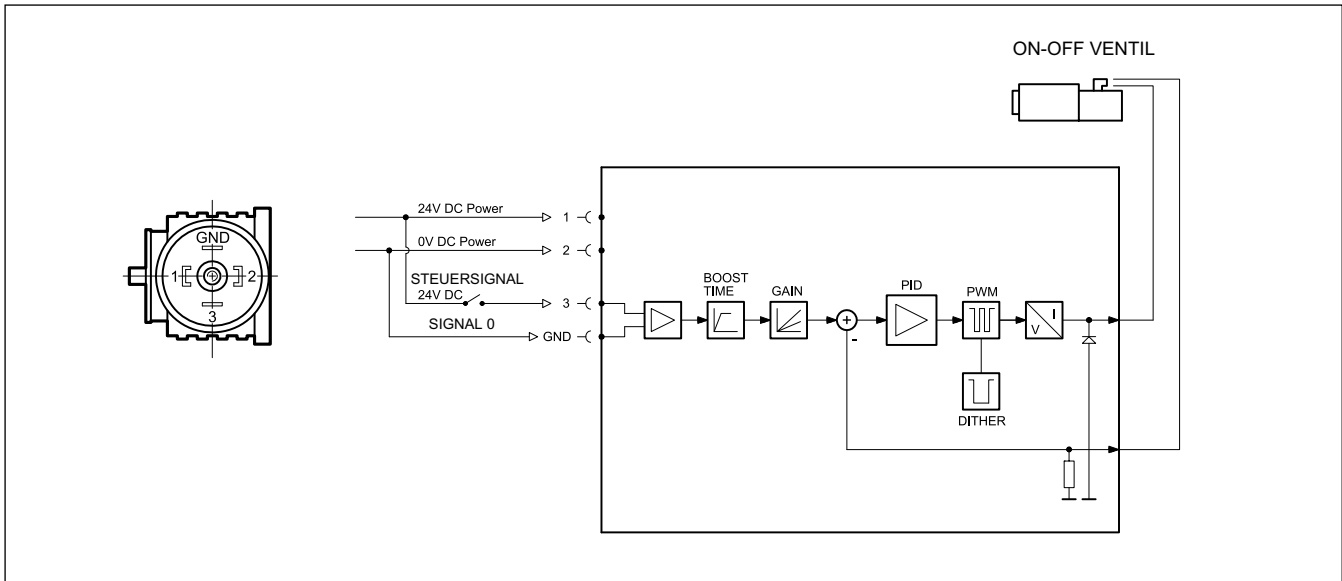 ON-OFF VENTIL
GND
1
2
3
24V DC Power
1
0V DC Power
2
STEUERSIGNAL
24V DC
3
SIGNAL 0
GND
BOOST
TIME
GAIN
+
-
PID
PWM
V
I
DITHER